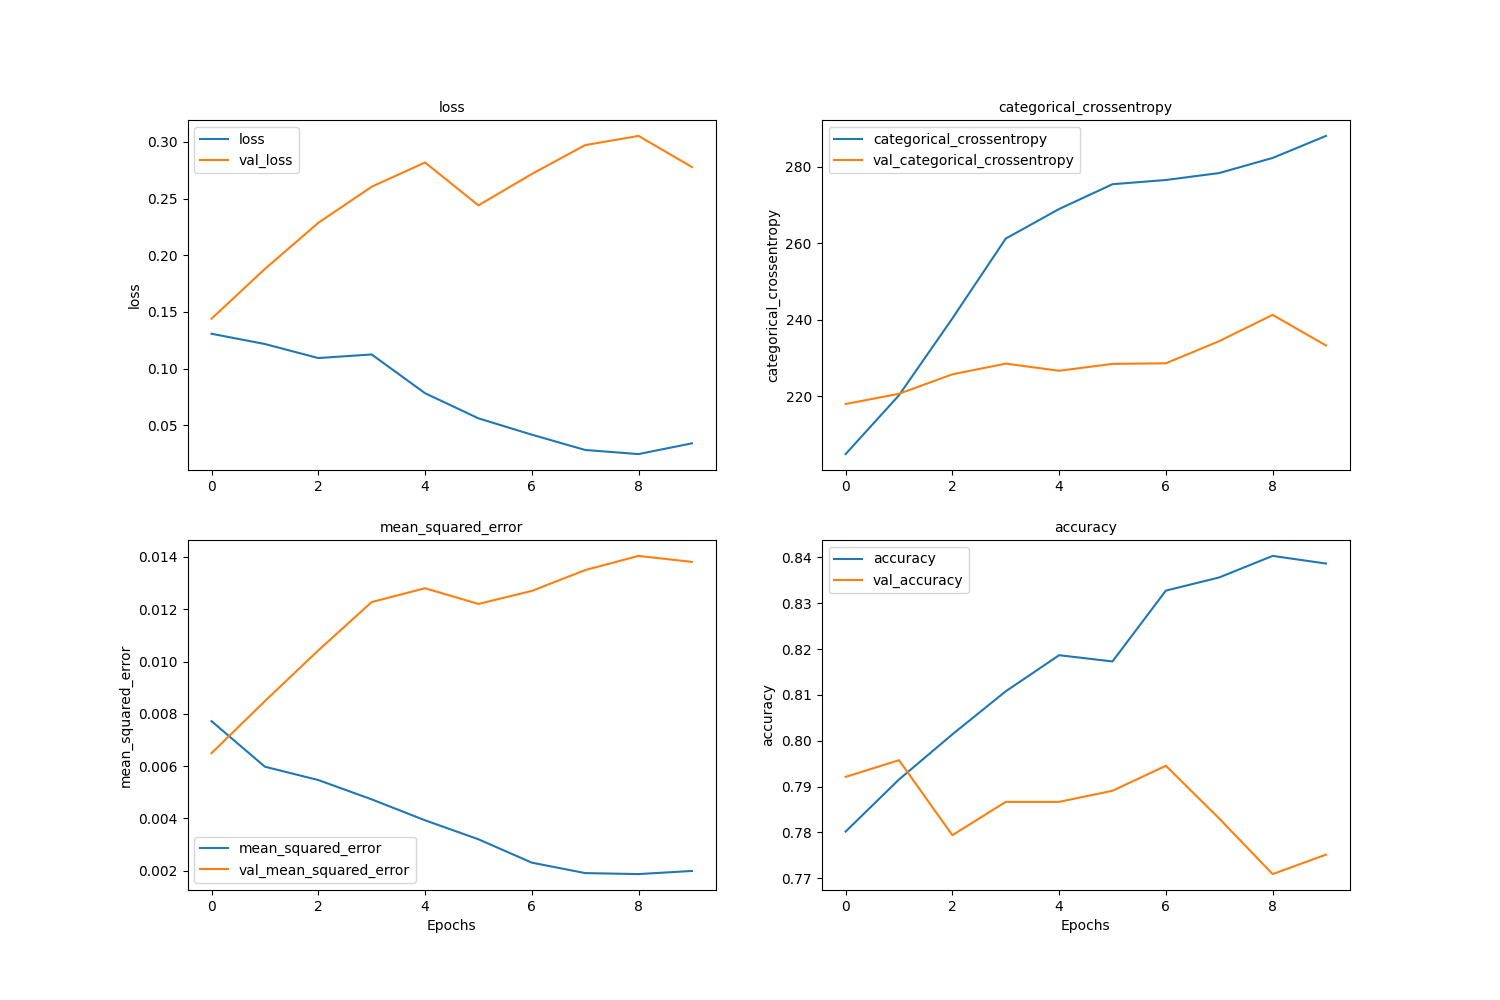 loss
loss
val_loss
0.30
0.25
0.20
0.15
0.10
0.05
loss
0 2 4 6 8
categorical_crossentropy
categorical_crossentropy
val_categorical_crossentropy
280
260
240
220
categorical_crossentropy
0 2 4 6 8
mean_squared_error
0.014
0.012
0.010
0.008
0.006
0.004
0.002
mean_squared_error
mean_squared_error
val_mean_squared_error
0 2 4 6 8
Epochs
accuracy
accuracy
val_accuracy
0.84
0.83
0.82
0.81
0.80
0.79
0.78
0.77
accuracy
0 2 4 6 8
Epochs